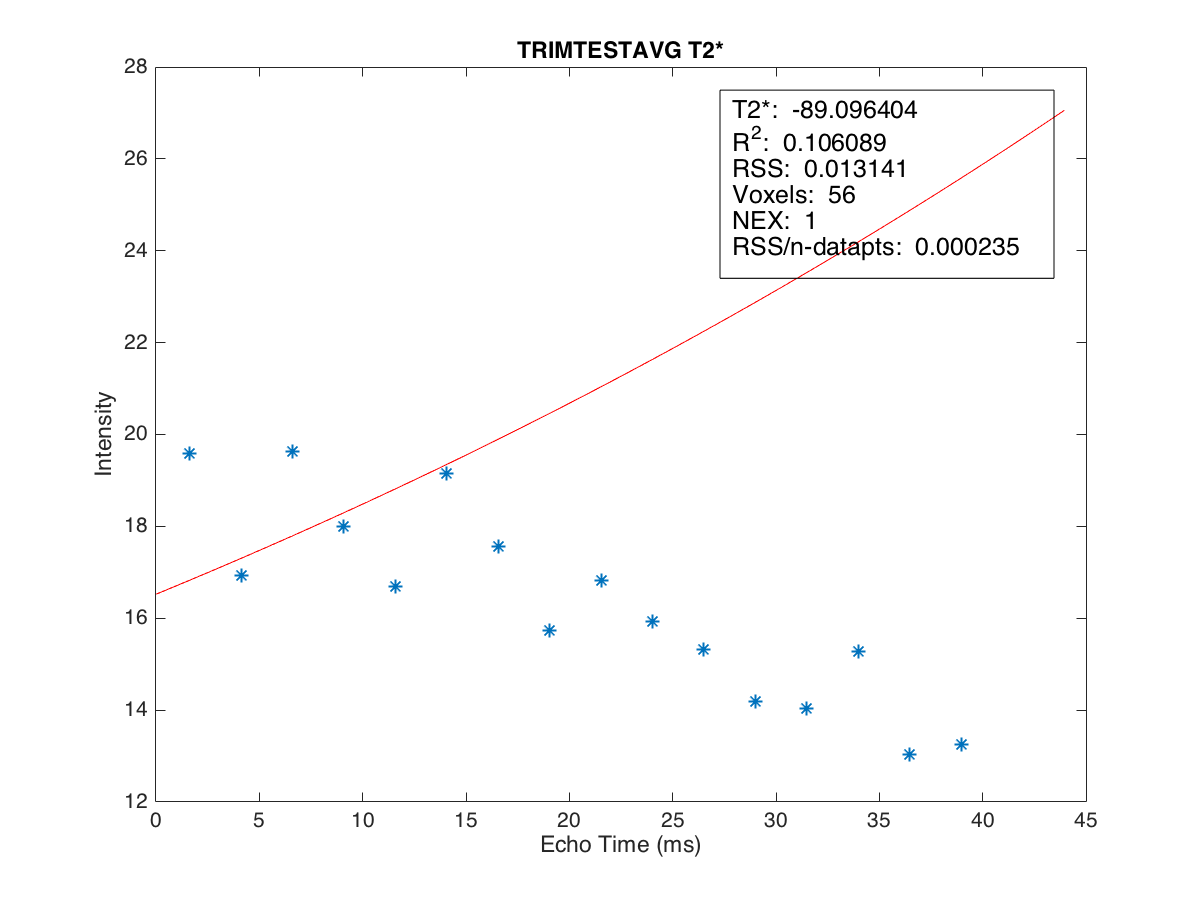 TRIMTESTAVG T2*
28
26
24
22
20
18
16
14
12
Intensity
T2*: -89.096404
R²: 0.106089
RSS: 0.013141
Voxels: 56
NEX: 1
RSS/n-datapts: 0.000235
0 5 10 15 20 25 30 35 40 45
Echo Time (ms)